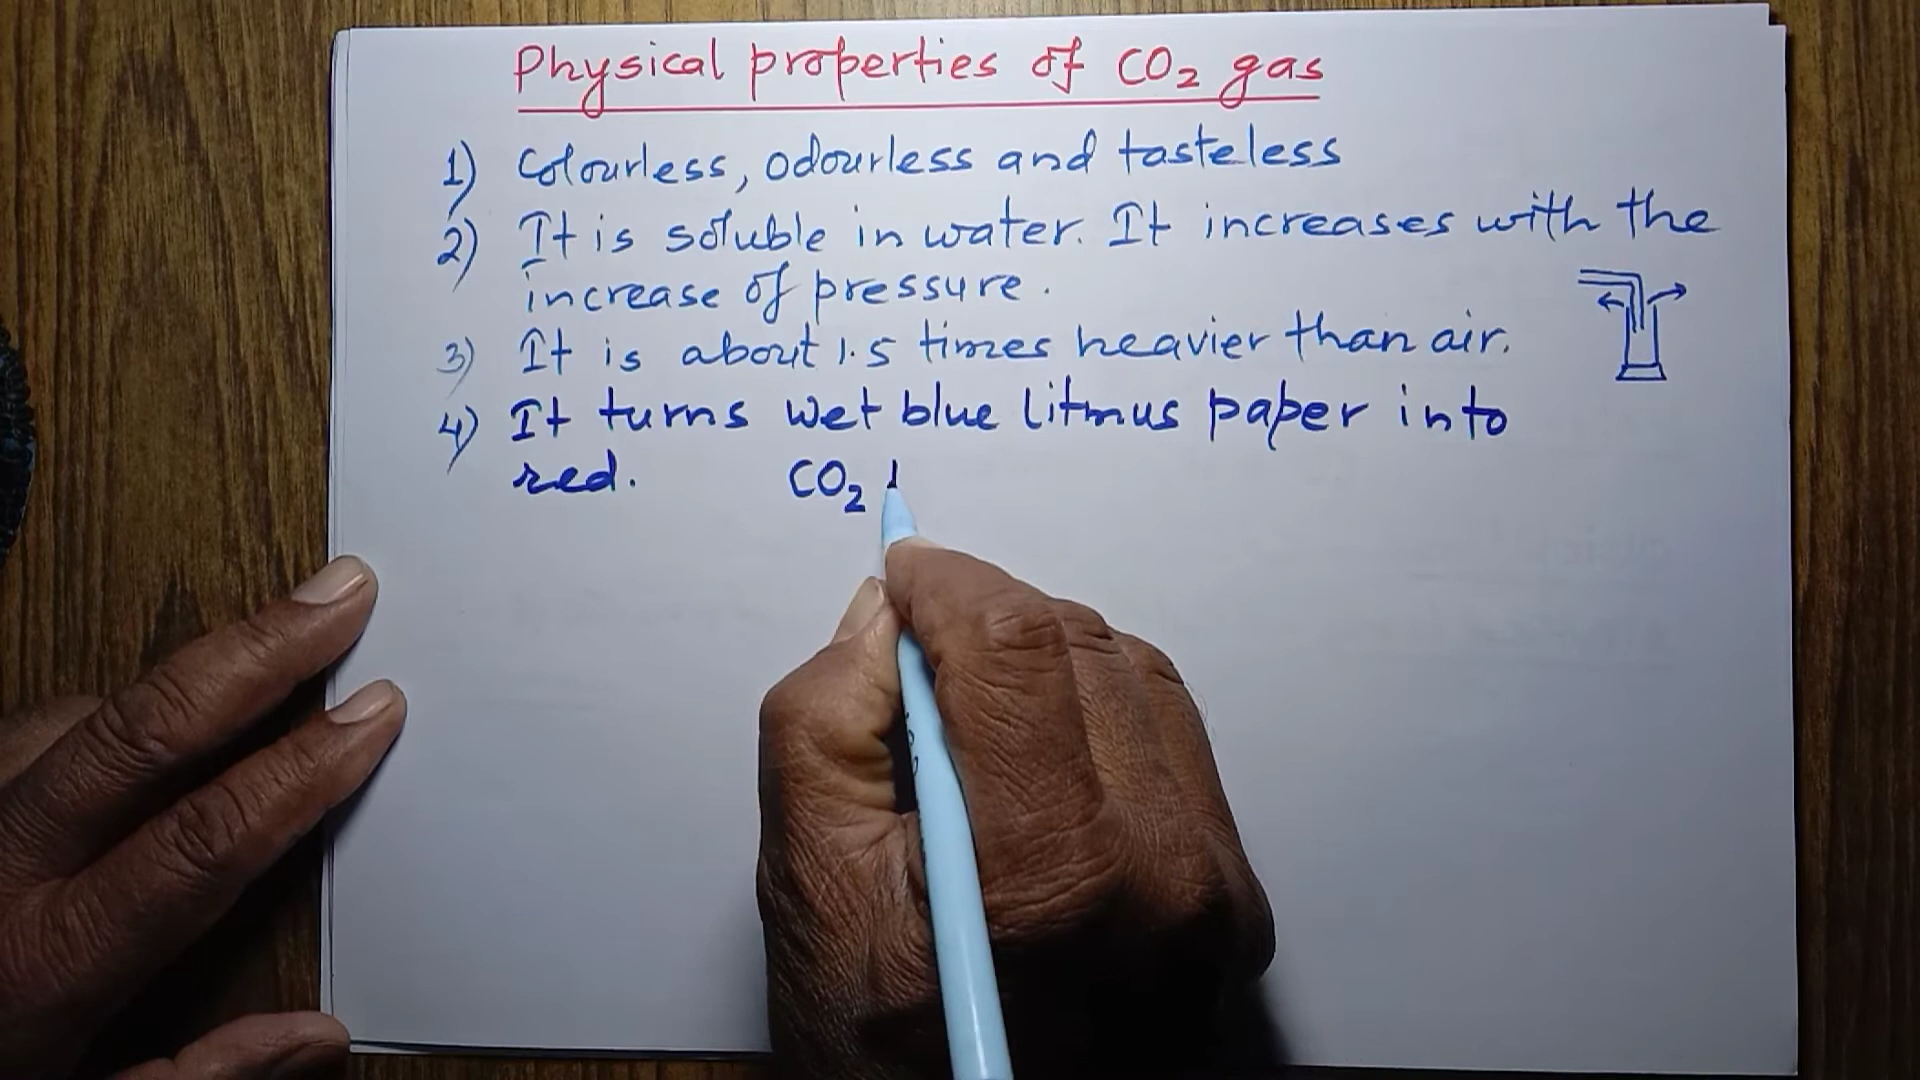 Physical properties of CO₂ gas
1) Colourless, odourless and tasteless
2) It is soluble in water. It increases with the
increase of pressure.
3) It is about 1.5 times heavier than air.
4) It turns wet blue litmus paper into
red. CO₂